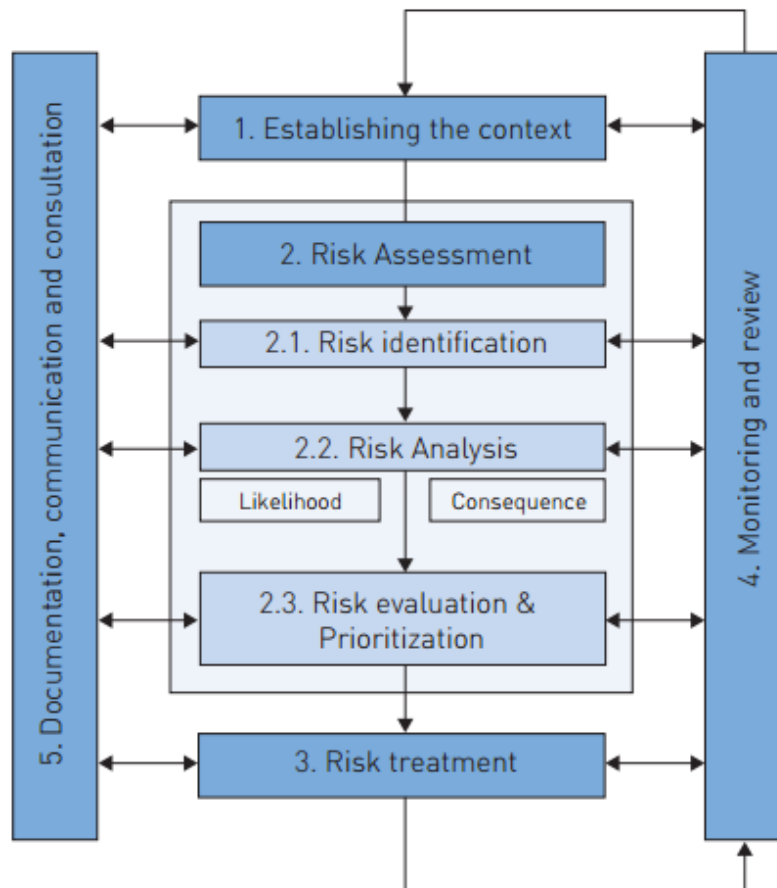 1. Establishing the context
2. Risk Assessment
2.1. Risk identification
2.2. Risk Analysis
Likelihood
Consequence
2.3. Risk evaluation &
Prioritization
3. Risk treatment
4. Monitoring and review
5. Documentation, communication and consultation